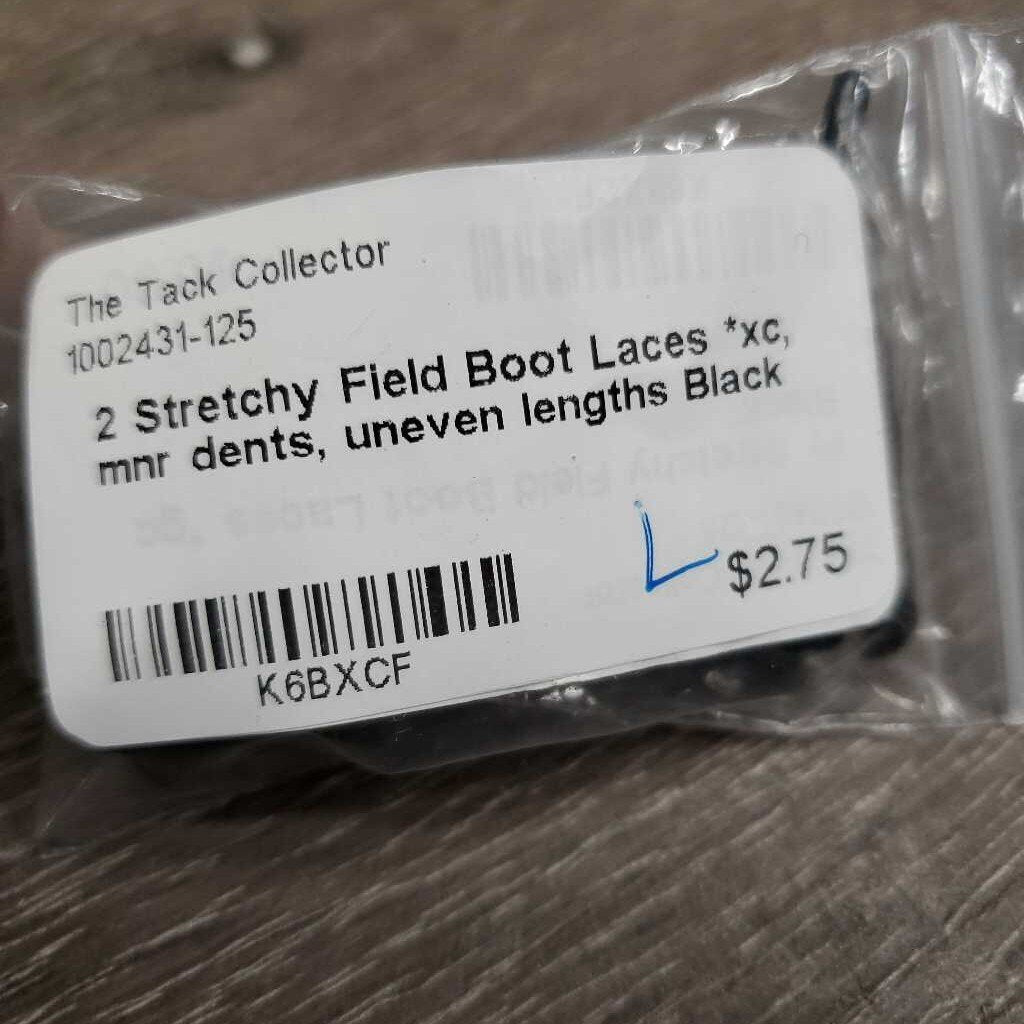 The Tack Collector
1002431-125
2 Stretchy Field Boot Laces *xc,
mnr dents, uneven lengths Black
L
$2.75
K6BXCF